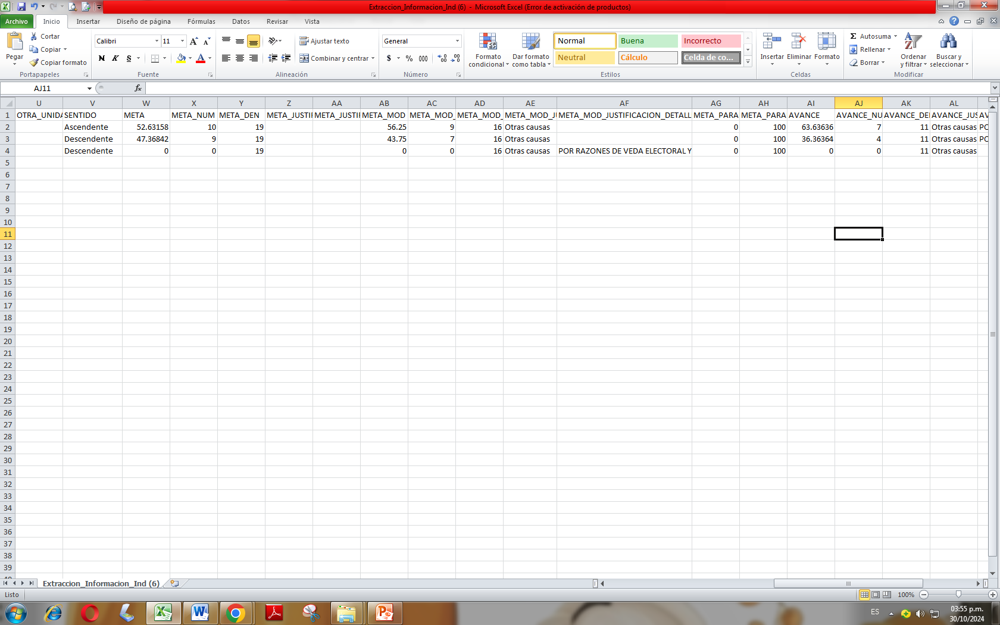 Extraccion_Informacion_Ind (6) - Microsoft Excel (Error de activación de productos)
Archivo Inicio Insertar Diseño de página Fórmulas Datos Revisar Vista
Pegar
Cortar
Copiar
Copiar formato
Portapapeles
Calibri 11
N K S
Fuente
Ajustar texto
Combinar y centrar
Alineación
General
$ % 000
Número
Formato condicional
Dar formato como tabla
Normal Buena Incorrecto
Neutral Cálculo Celda de co...
Estilos
Insertar Eliminar Formato
Celdas
Σ Autosuma
Rellenar
Borrar
Ordenar y filtrar
Buscar y seleccionar
Modificar
AJ11 fx
U V W X Y Z AA AB AC AD AE AF AG AH AI AJ AK AL
1 OTRA_UNIDA SENTIDO META META_NUM META_DEN META_JUSTIF META_JUSTIF META_MOD META_MOD_ META_MOD_ META_MOD_JU META_MOD_JUSTIFICACION_DETALL META_PARA META_PARA AVANCE AVANCE_NU AVANCE_DEI AVANCE_JUS AV
2 Ascendente 52.63158 10 19 56.25 9 16 Otras causas 0 100 63.63636 7 11 Otras causas PO
3 Descendente 47.36842 9 19 43.75 7 16 Otras causas 0 100 36.36364 4 11 Otras causas PO
4 Descendente 0 0 19 0 0 16 Otras causas POR RAZONES DE VEDA ELECTORAL Y 0 100 0 0 11 Otras causas
5
6
7
8
9
10
11
12
13
14
15
16
17
18
19
20
21
22
23
24
25
26
27
28
29
30
31
32
33
34
35
36
37
38
39
40
Extraccion_Informacion_Ind (6)
Listo 100%
ES 03:55 p.m.
30/10/2024